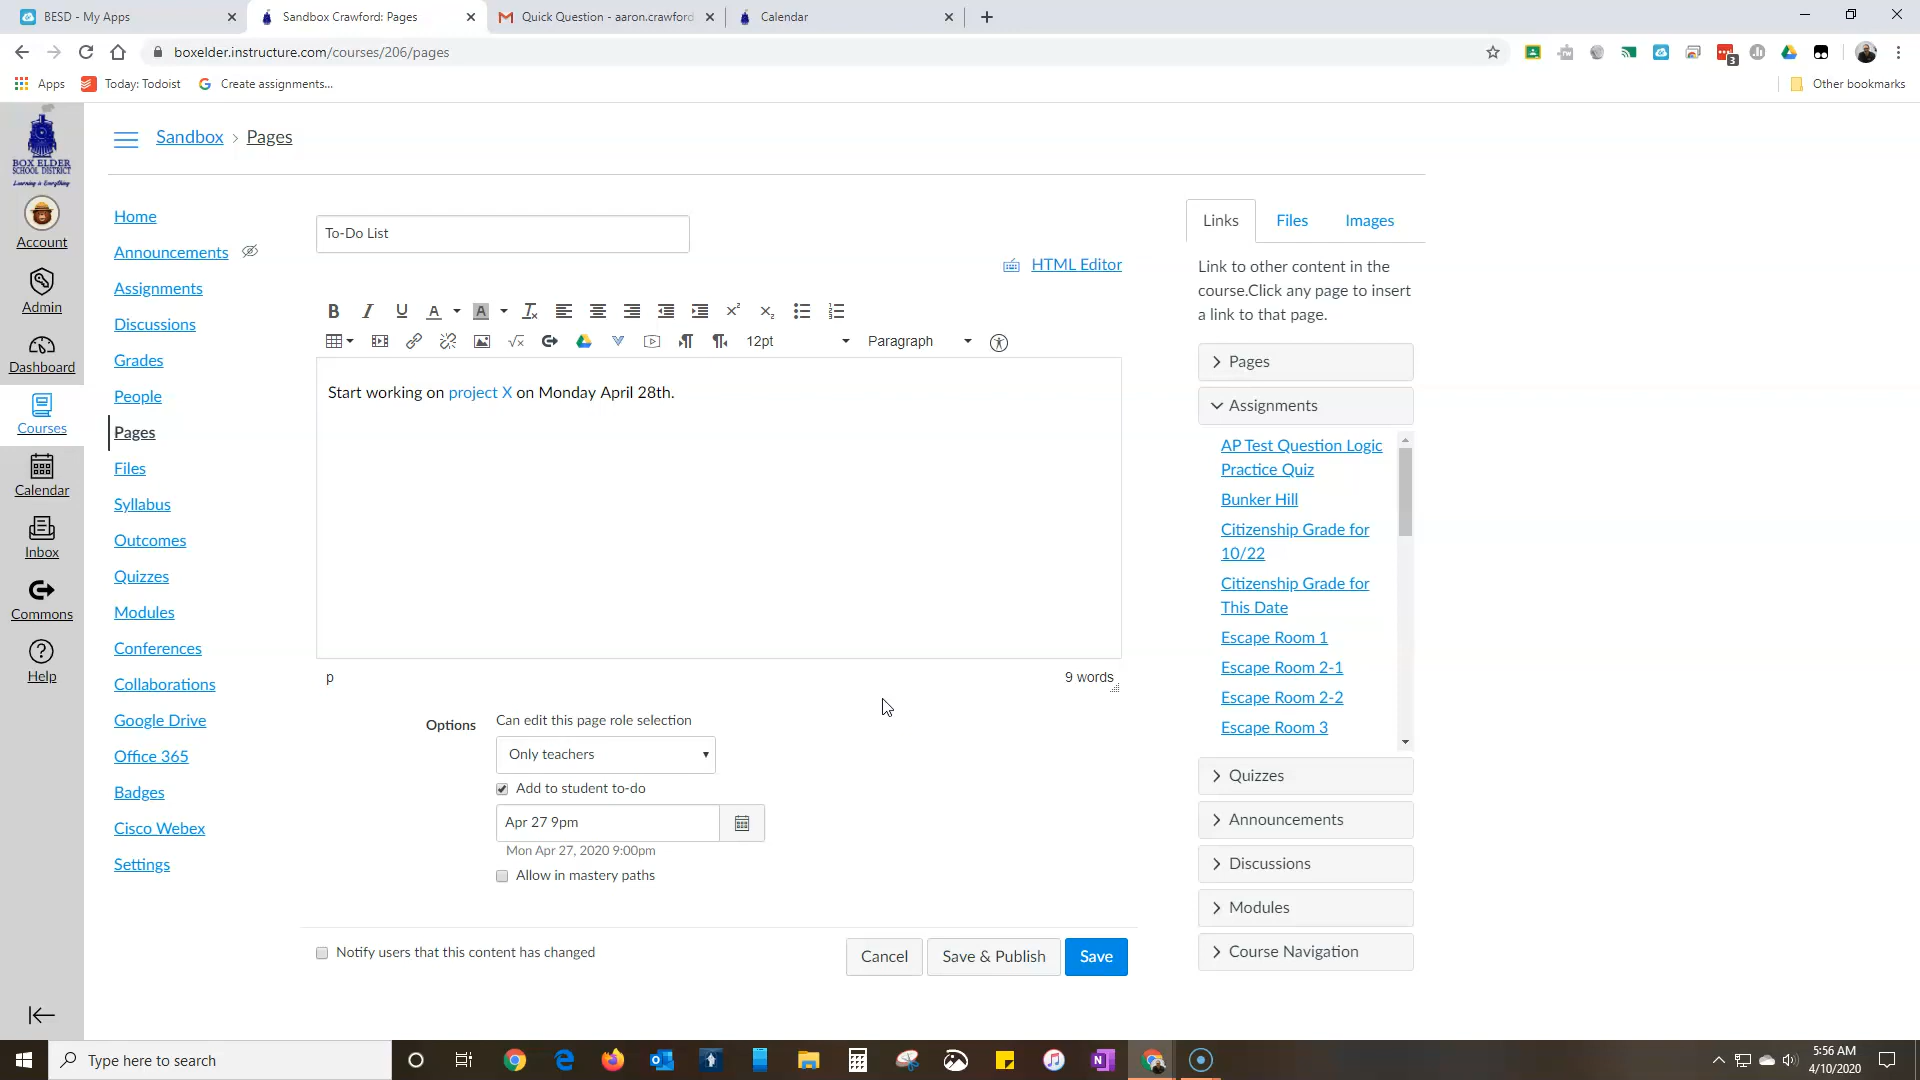 BESD - My Apps
Sandbox Crawford: Pages
Quick Question - aaron.crawford
Calendar
boxelder.instructure.com/courses/206/pages
3
Apps
Today: Todoist
Create assignments...
Other bookmarks
BOX ELDER
SCHOOL DISTRICT
Learning is Everything
Account
Admin
Dashboard
Courses
Calendar
Inbox
Commons
Help
Sandbox > Pages
Home
Announcements
Assignments
Discussions
Grades
People
Pages
Files
Syllabus
Outcomes
Quizzes
Modules
Conferences
Collaborations
Google Drive
Office 365
Badges
Cisco Webex
Settings
To-Do List
HTML Editor
12pt
Paragraph
Start working on project X on Monday April 28th.
p
9 words
Options
Can edit this page role selection
Only teachers
Add to student to-do
Apr 27 9pm
Mon Apr 27, 2020 9:00pm
Allow in mastery paths
Notify users that this content has changed
Cancel
Save & Publish
Save
Links
Files
Images
Link to other content in the
course.Click any page to insert
a link to that page.
Pages
Assignments
AP Test Question Logic
Practice Quiz
Bunker Hill
Citizenship Grade for
10/22
Citizenship Grade for
This Date
Escape Room 1
Escape Room 2-1
Escape Room 2-2
Escape Room 3
Quizzes
Announcements
Discussions
Modules
Course Navigation
Type here to search
5:56 AM
4/10/2020